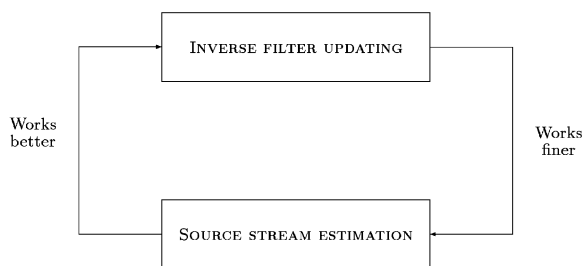 INVERSE FILTER UPDATING
Works
better
Works
finer
SOURCE STREAM ESTIMATION